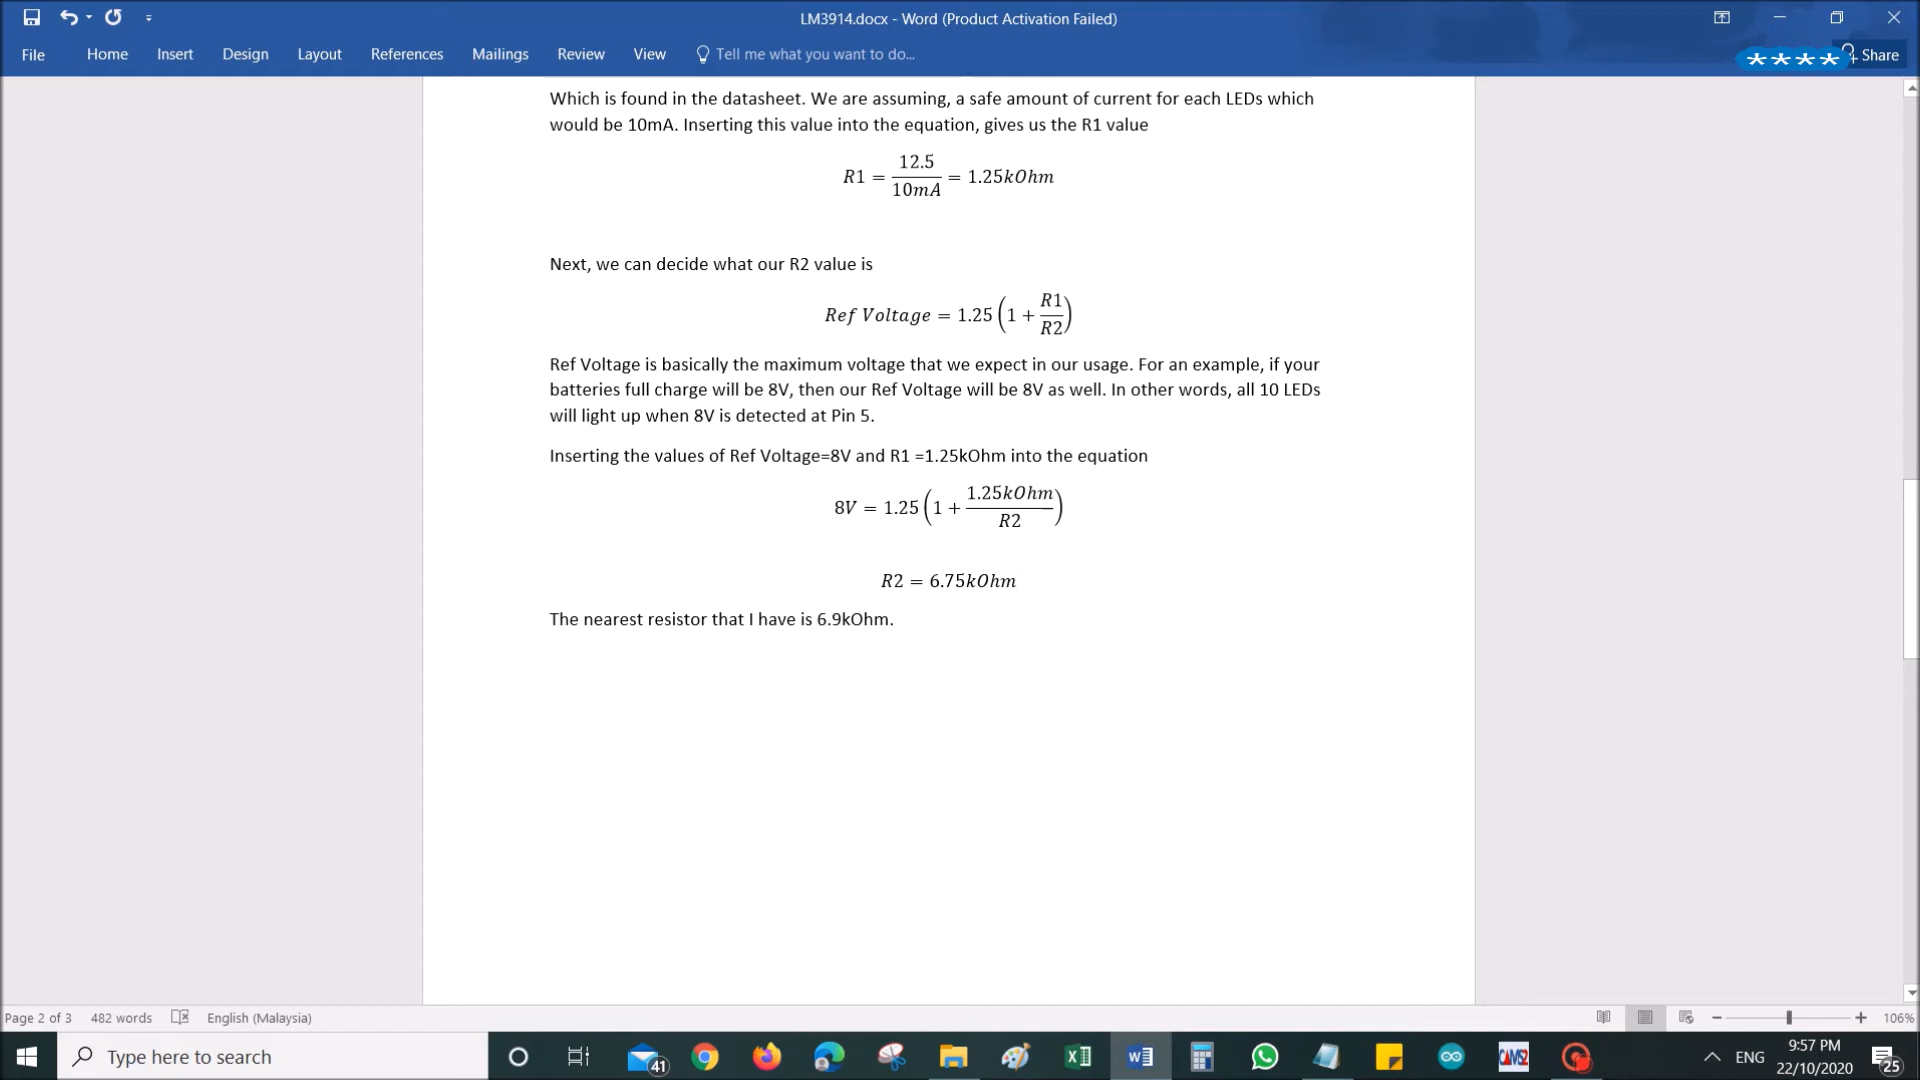 LM3914.docx - Word (Product Activation Failed)
File Home Insert Design Layout References Mailings Review View Tell me what you want to do... **** Share
Which is found in the datasheet. We are assuming, a safe amount of current for each LEDs which
would be 10mA. Inserting this value into the equation, gives us the R1 value
R1 = 12.5/10mA = 1.25kOhm
Next, we can decide what our R2 value is
Ref Voltage = 1.25 (1 + R1/R2)
Ref Voltage is basically the maximum voltage that we expect in our usage. For an example, if your
batteries full charge will be 8V, then our Ref Voltage will be 8V as well. In other words, all 10 LEDs
will light up when 8V is detected at Pin 5.
Inserting the values of Ref Voltage=8V and R1 =1.25kOhm into the equation
8V = 1.25 (1 + 1.25kOhm/R2)
R2 = 6.75kOhm
The nearest resistor that I have is 6.9kOhm.
Page 2 of 3 482 words English (Malaysia) 106%
Type here to search 41 CAMS2 ENG 9:57 PM
22/10/2020 25